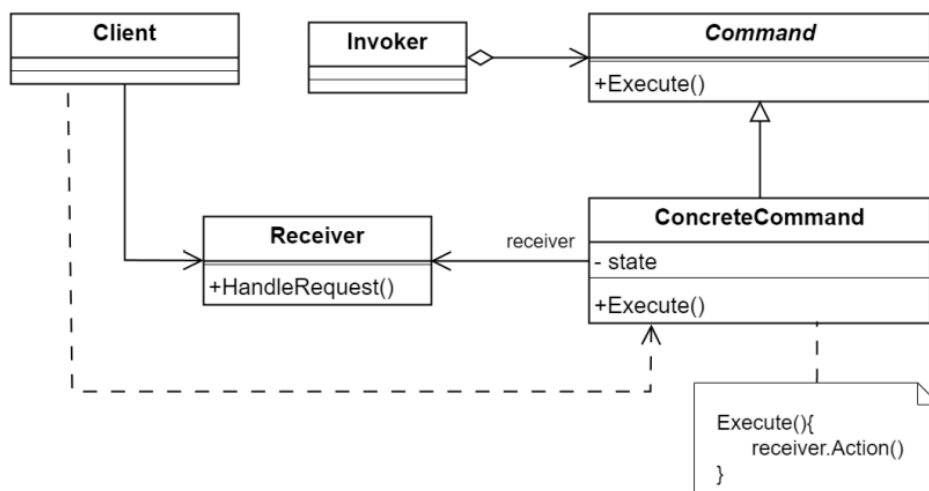 Client
Invoker
Command
+Execute()
Receiver
+HandleRequest()
receiver
ConcreteCommand
- state
+Execute()
Execute(){
receiver.Action()
}